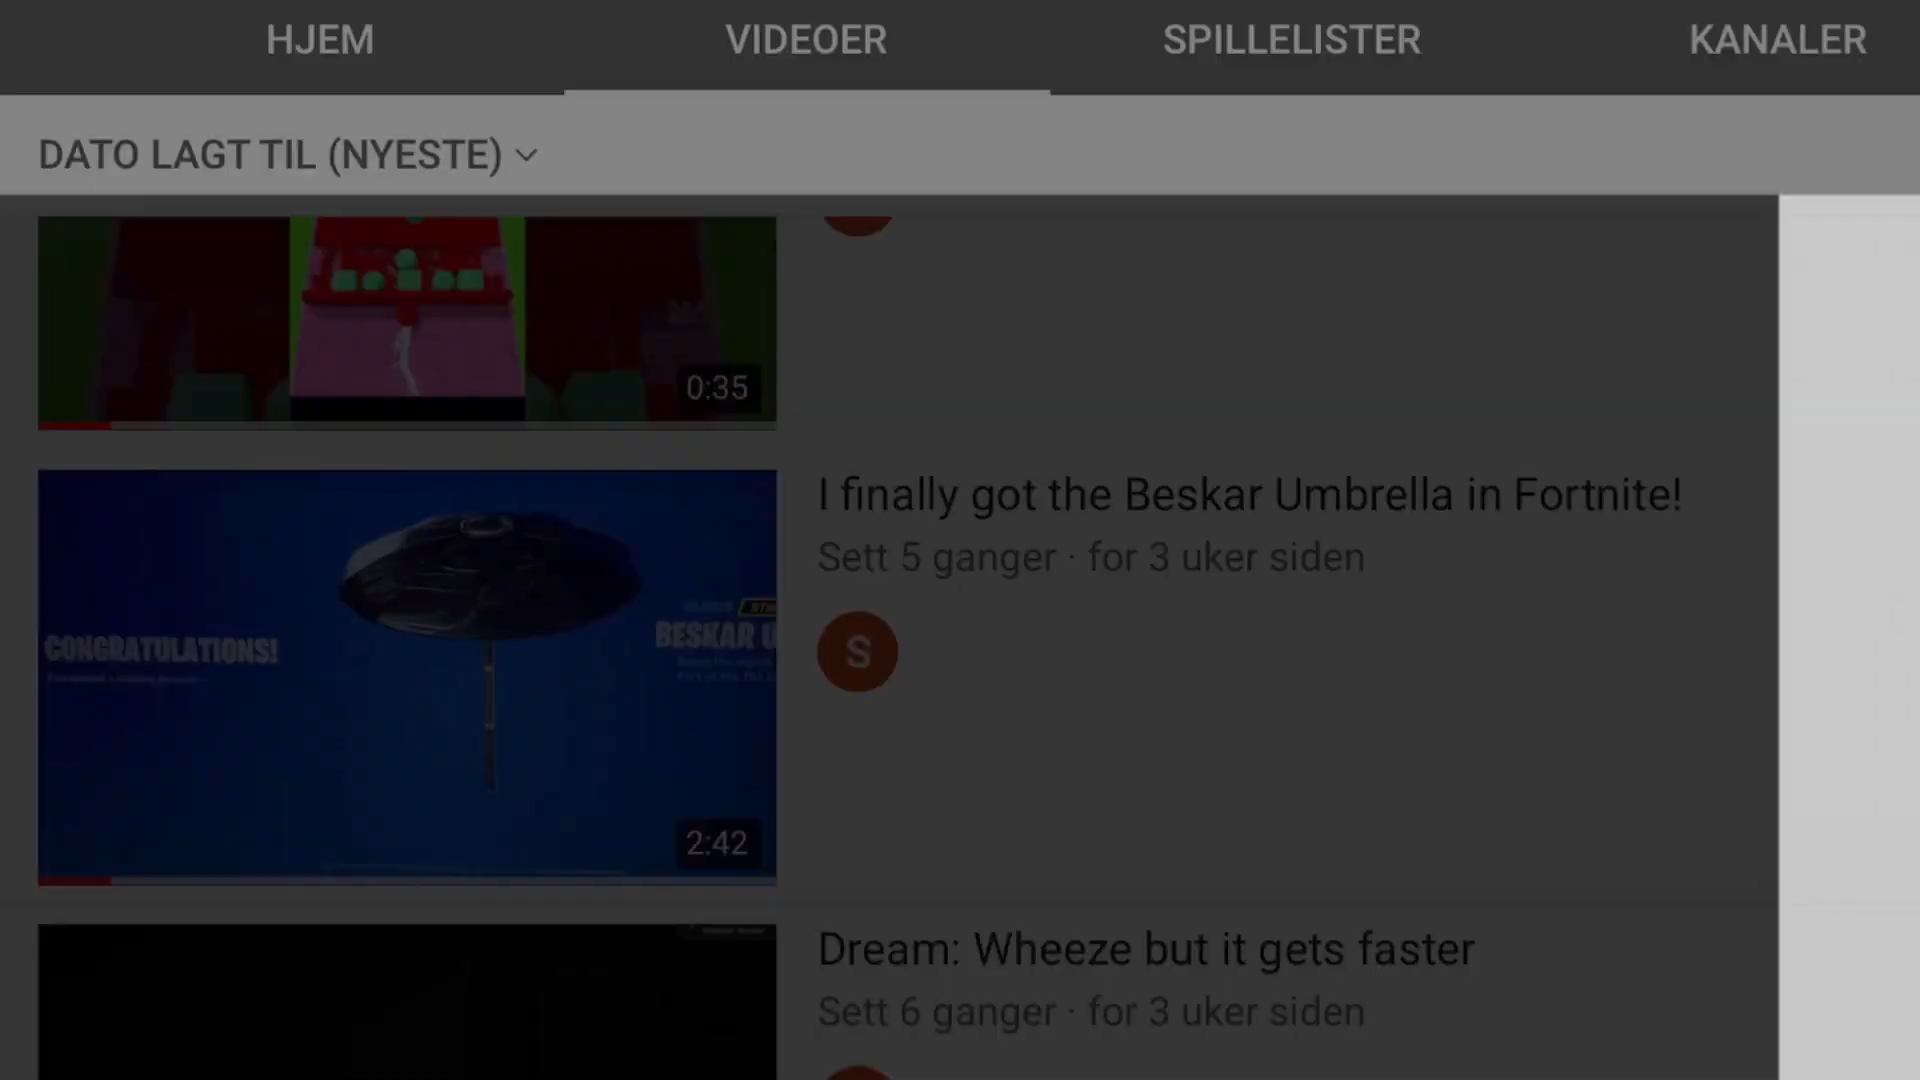 HJEM
VIDEOER
SPILLELISTER
KANALER
DATO LAGT TIL (NYESTE)
0:35
I finally got the Beskar Umbrella in Fortnite!
Sett 5 ganger · for 3 uker siden
S
CONGRATULATIONS!
BESKAR U
2:42
Dream: Wheeze but it gets faster
Sett 6 ganger · for 3 uker siden